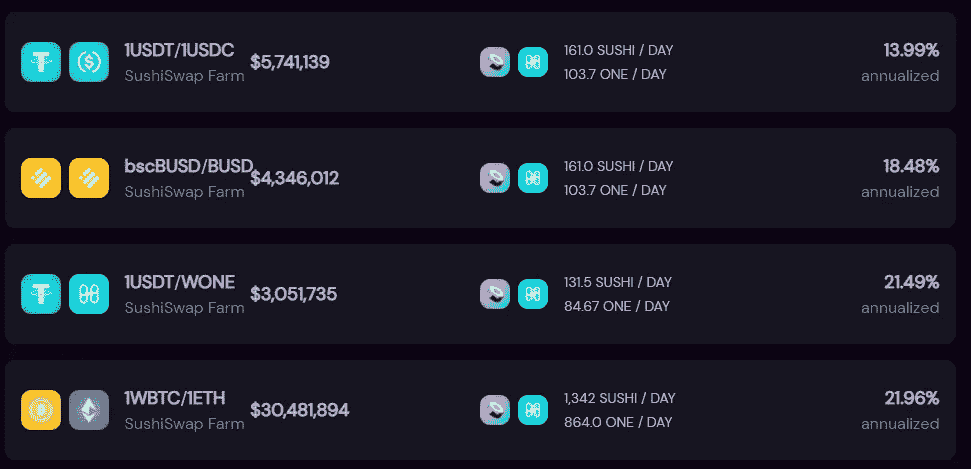 1USDT/1USDC
SushiSwap Farm
$5,741,139
161.0 SUSHI / DAY
103.7 ONE / DAY
13.99%
annualized
bscBUSD/BUSD
SushiSwap Farm
$4,346,012
161.0 SUSHI / DAY
103.7 ONE / DAY
18.48%
annualized
1USDT/WONE
SushiSwap Farm
$3,051,735
131.5 SUSHI / DAY
84.67 ONE / DAY
21.49%
annualized
1WBTC/1ETH
SushiSwap Farm
$30,481,894
1,342 SUSHI / DAY
864.0 ONE / DAY
21.96%
annualized